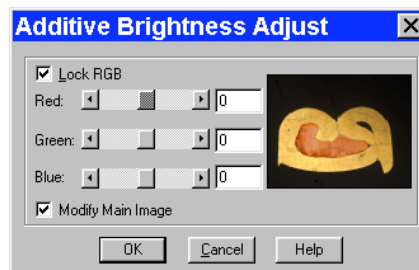 Additive Brightness Adjust
Lock RGB
Red: 0
Green: 0
Blue: 0
Modify Main Image
OK Cancel Help